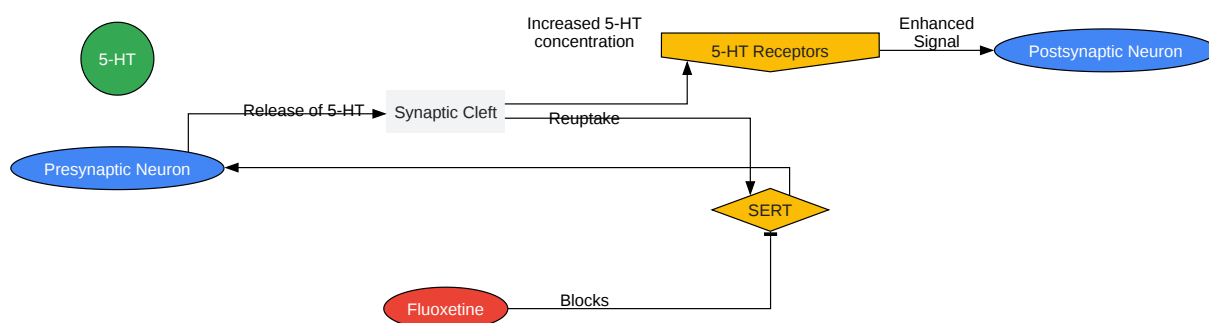 Increased 5-HT
concentration
Enhanced
Signal
5-HT
5-HT Receptors
Postsynaptic Neuron
Release of 5-HT
Synaptic Cleft
Reuptake
Presynaptic Neuron
SERT
Fluoxetine
Blocks